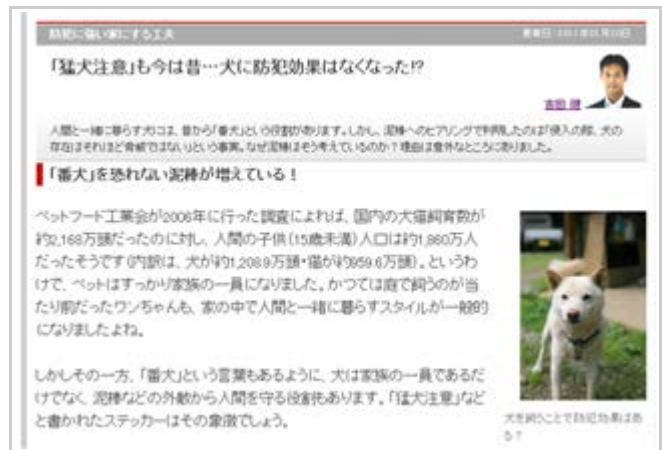 防犯に強い家にする工夫
「猛犬注意」も今は昔…犬に防犯効果はなくなった!?
吉田 健
人間と一緒に暮らす犬には、昔から「番犬」という役割があります。しかし、泥棒へのヒアリングで判明したのは「侵入の際、犬の
存在はそれほど脅威ではない」という事実。なぜ泥棒はそう考えているのか？理由は意外なところにありました。
「番犬」を恐れない泥棒が増えている！
ペットフード工業会が2006年に行った調査によれば、国内の犬猫飼育数が
約2,168万頭だったのに対し、人間の子供（15歳未満）人口は約1,860万人
だったそうです（内訳は、犬が約1,208.9万頭・猫が約959.6万頭）。というわ
けで、ペットはすっかり家族の一員になりました。かつては庭で飼うのが当
たり前だったワンちゃんも、家の中で人間と一緒に暮らすスタイルが一般的
になりましたよね。
しかしその一方、「番犬」という言葉もあるように、犬は家族の一員であるだ
けでなく、泥棒などの外敵から人間を守る役割もあります。「猛犬注意」など
と書かれたステッカーはその象徴でしょう。
犬を飼うことで防犯効果はあ
る？